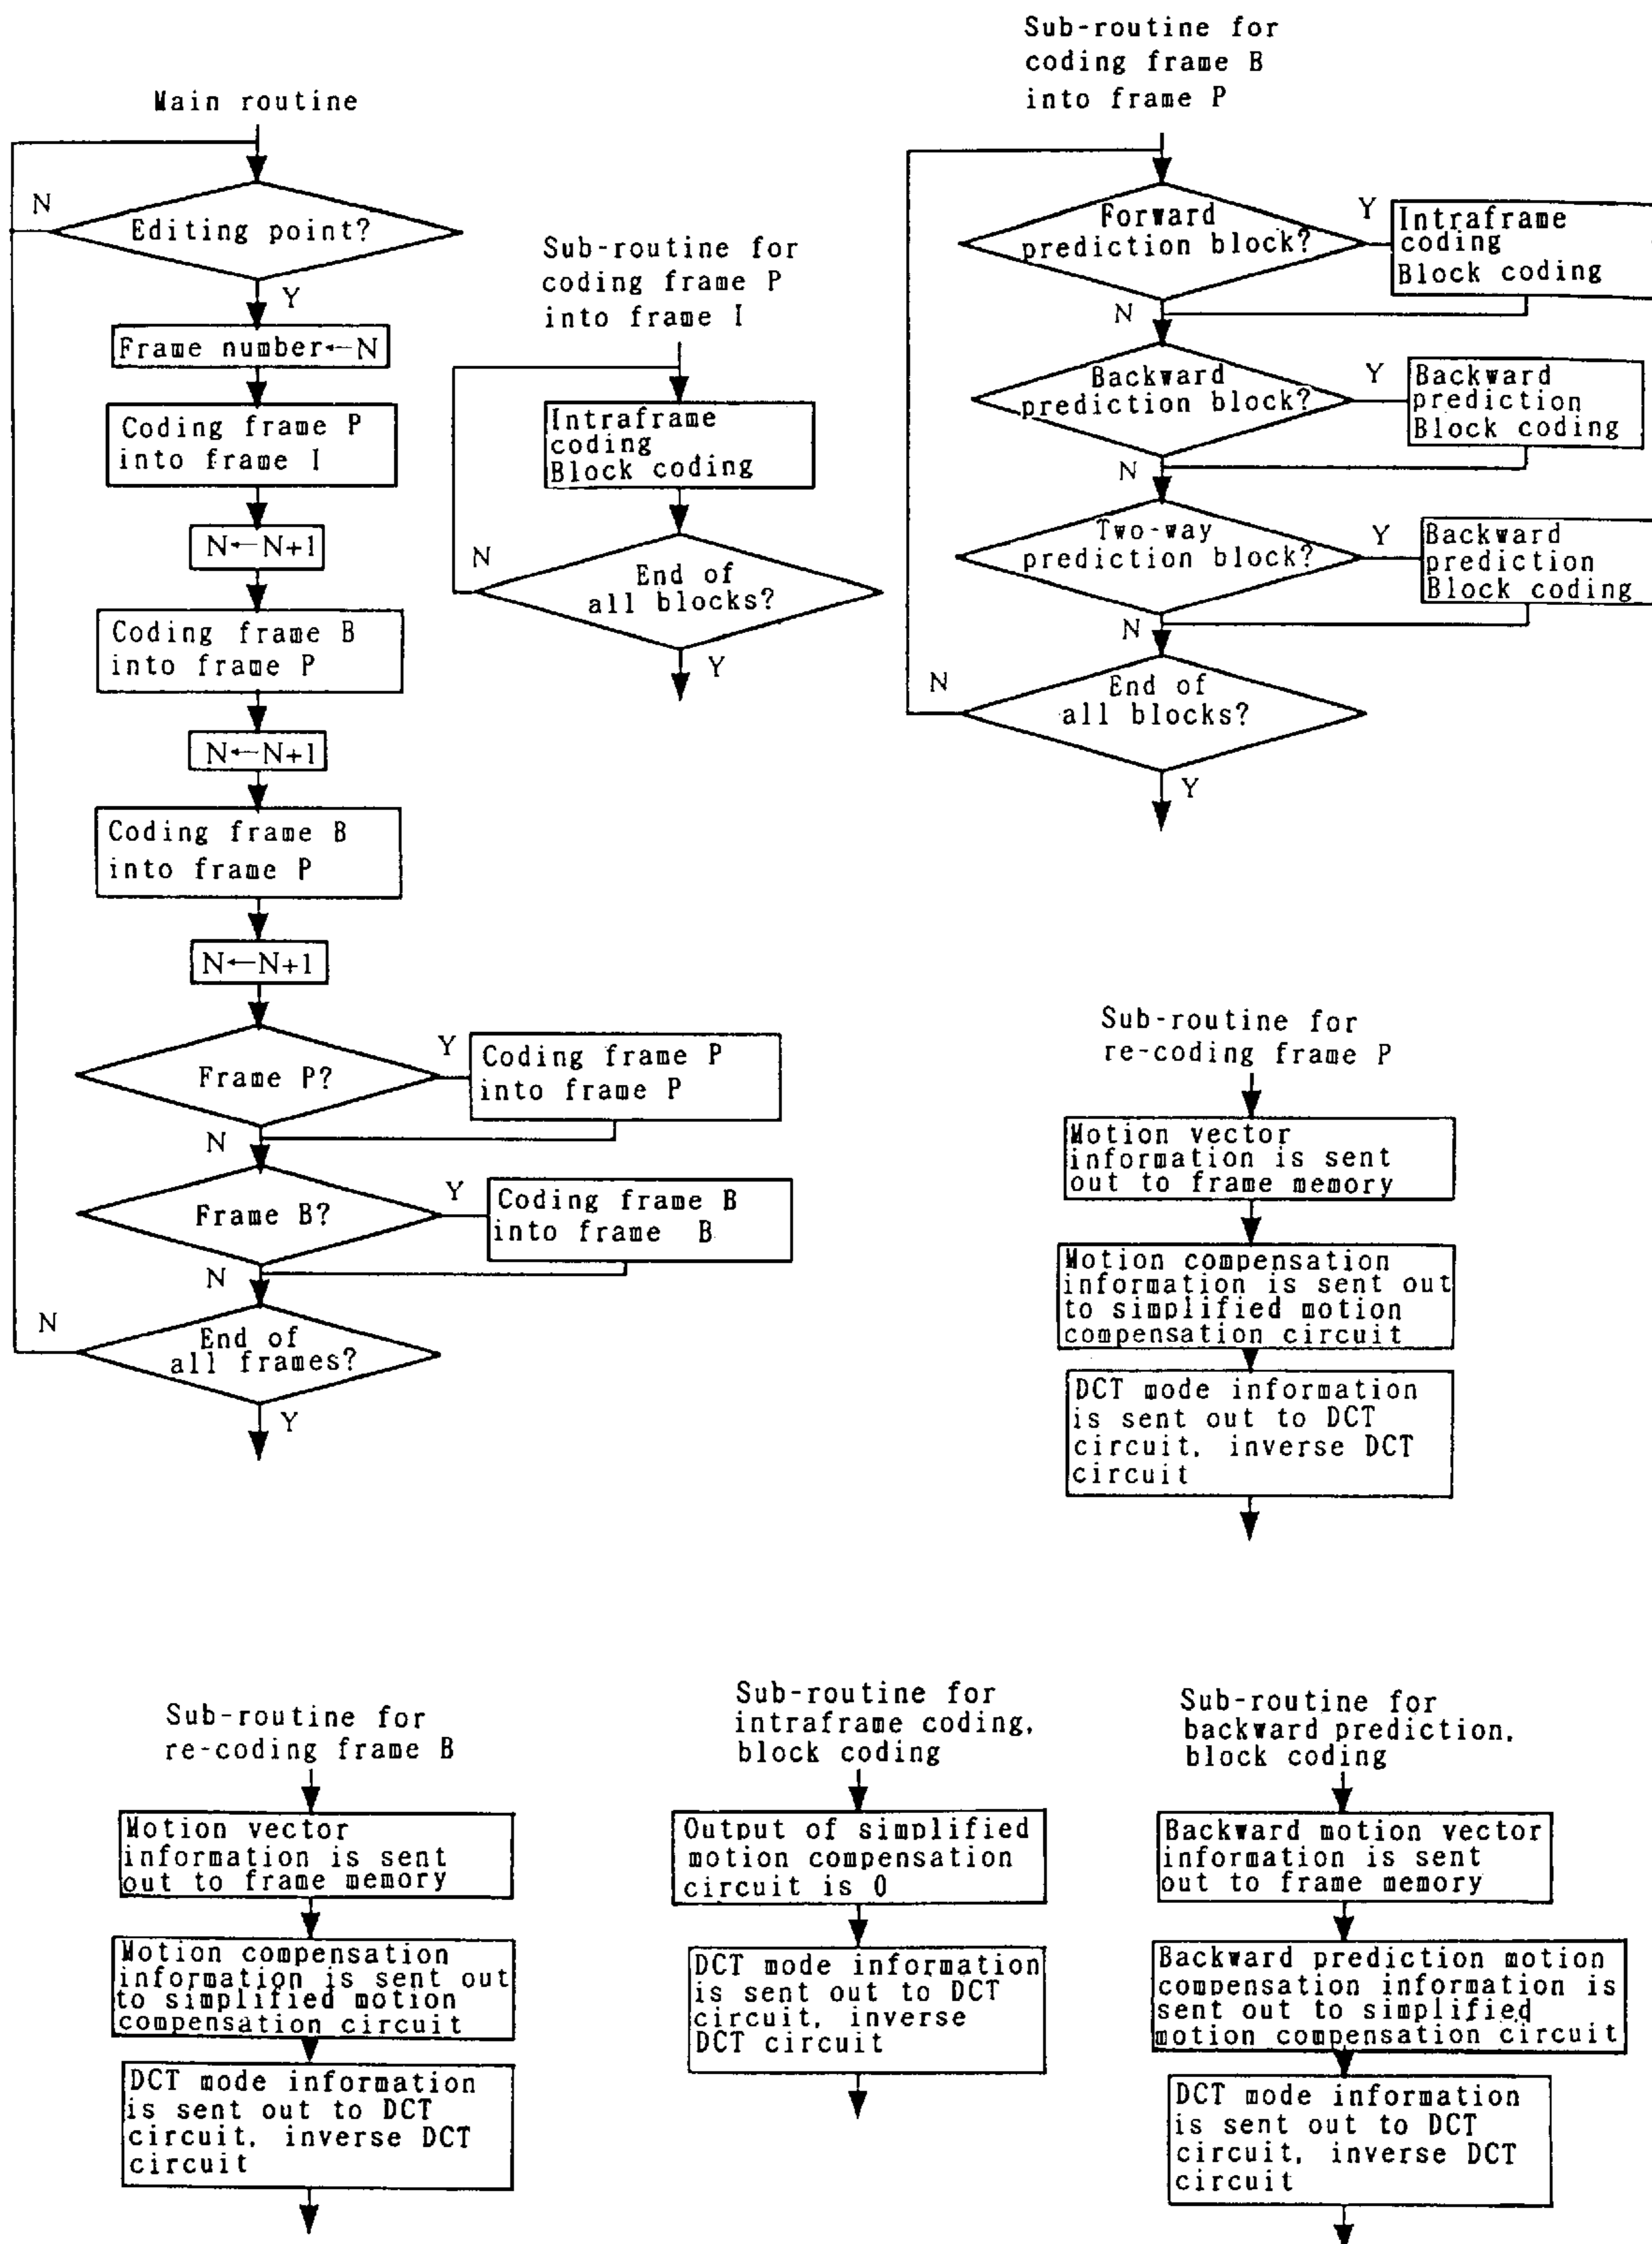 Main routine
Editing point?
N
Y
Frame number←N
Coding frame P
into frame I
N←N+1
Coding frame B
into frame P
N←N+1
Coding frame B
into frame P
N←N+1
Frame P?
Y
Coding frame P
into frame P
N
Frame B?
Y
Coding frame B
into frame B
N
End of
all frames?
N
Y
Sub-routine for
coding frame P
into frame I
Intraframe
coding
Block coding
End of
all blocks?
N
Y
Sub-routine for
coding frame B
into frame P
Forward
prediction block?
Y
Intraframe
coding
Block coding
N
Backward
prediction block?
Y
Backward
prediction
Block coding
N
Two-way
prediction block?
Y
Backward
prediction
Block coding
N
End of
all blocks?
N
Y
Sub-routine for
re-coding frame P
Motion vector
information is sent
out to frame memory
Motion compensation
information is sent out
to simplified motion
compensation circuit
DCT mode information
is sent out to DCT
circuit, inverse DCT
circuit
Sub-routine for
re-coding frame B
Motion vector
information is sent
out to frame memory
Motion compensation
information is sent out
to simplified motion
compensation circuit
DCT mode information
is sent out to DCT
circuit, inverse DCT
circuit
Sub-routine for
intraframe coding,
block coding
Output of simplified
motion compensation
circuit is 0
DCT mode information
is sent out to DCT
circuit, inverse
DCT circuit
Sub-routine for
backward prediction,
block coding
Backward motion vector
information is sent
out to frame memory
Backward prediction motion
compensation information is
sent out to simplified
motion compensation circuit
DCT mode information
is sent out to DCT
circuit, inverse DCT
circuit